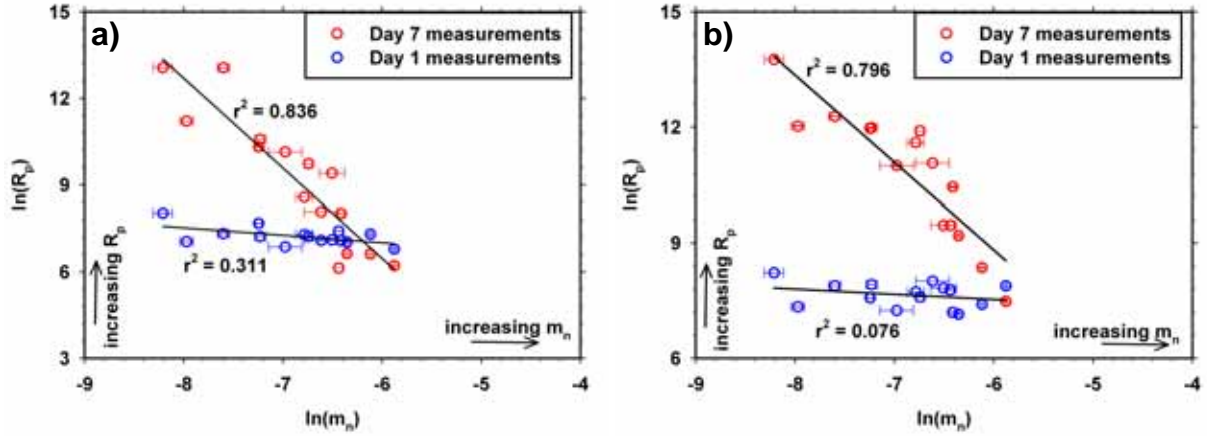 a)
Day 7 measurements
Day 1 measurements
r² = 0.836
r² = 0.311
increasing Rₚ
increasing mₙ
ln(Rₚ)
15
12
9
6
3
-9 -8 -7 -6 -5 -4
ln(mₙ)
b)
Day 7 measurements
Day 1 measurements
r² = 0.796
r² = 0.076
increasing Rₚ
increasing mₙ
ln(Rₚ)
15
12
9
6
-9 -8 -7 -6 -5 -4
ln(mₙ)